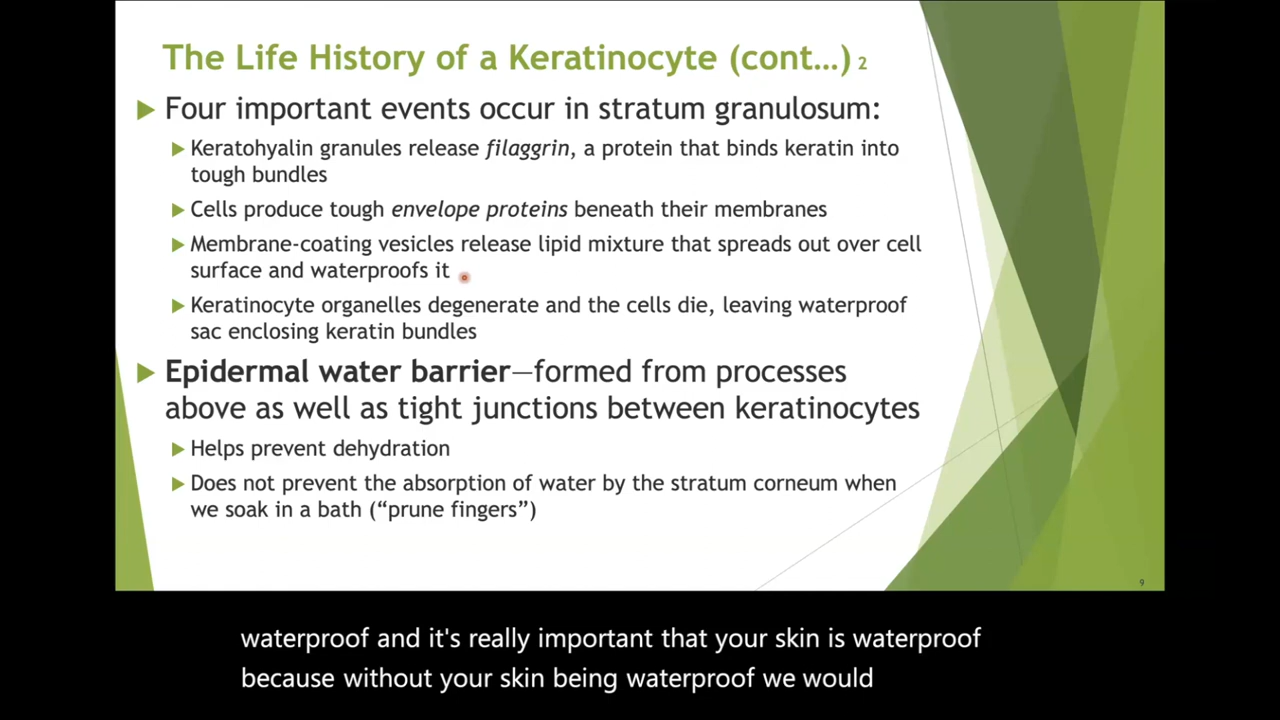 The Life History of a Keratinocyte (cont…) 2
Four important events occur in stratum granulosum:
Keratohyalin granules release filaggrin, a protein that binds keratin into
tough bundles
Cells produce tough envelope proteins beneath their membranes
Membrane-coating vesicles release lipid mixture that spreads out over cell
surface and waterproofs it
Keratinocyte organelles degenerate and the cells die, leaving waterproof
sac enclosing keratin bundles
Epidermal water barrier—formed from processes
above as well as tight junctions between keratinocytes
Helps prevent dehydration
Does not prevent the absorption of water by the stratum corneum when
we soak in a bath (“prune fingers”)
9
waterproof and it's really important that your skin is waterproof
because without your skin being waterproof we would